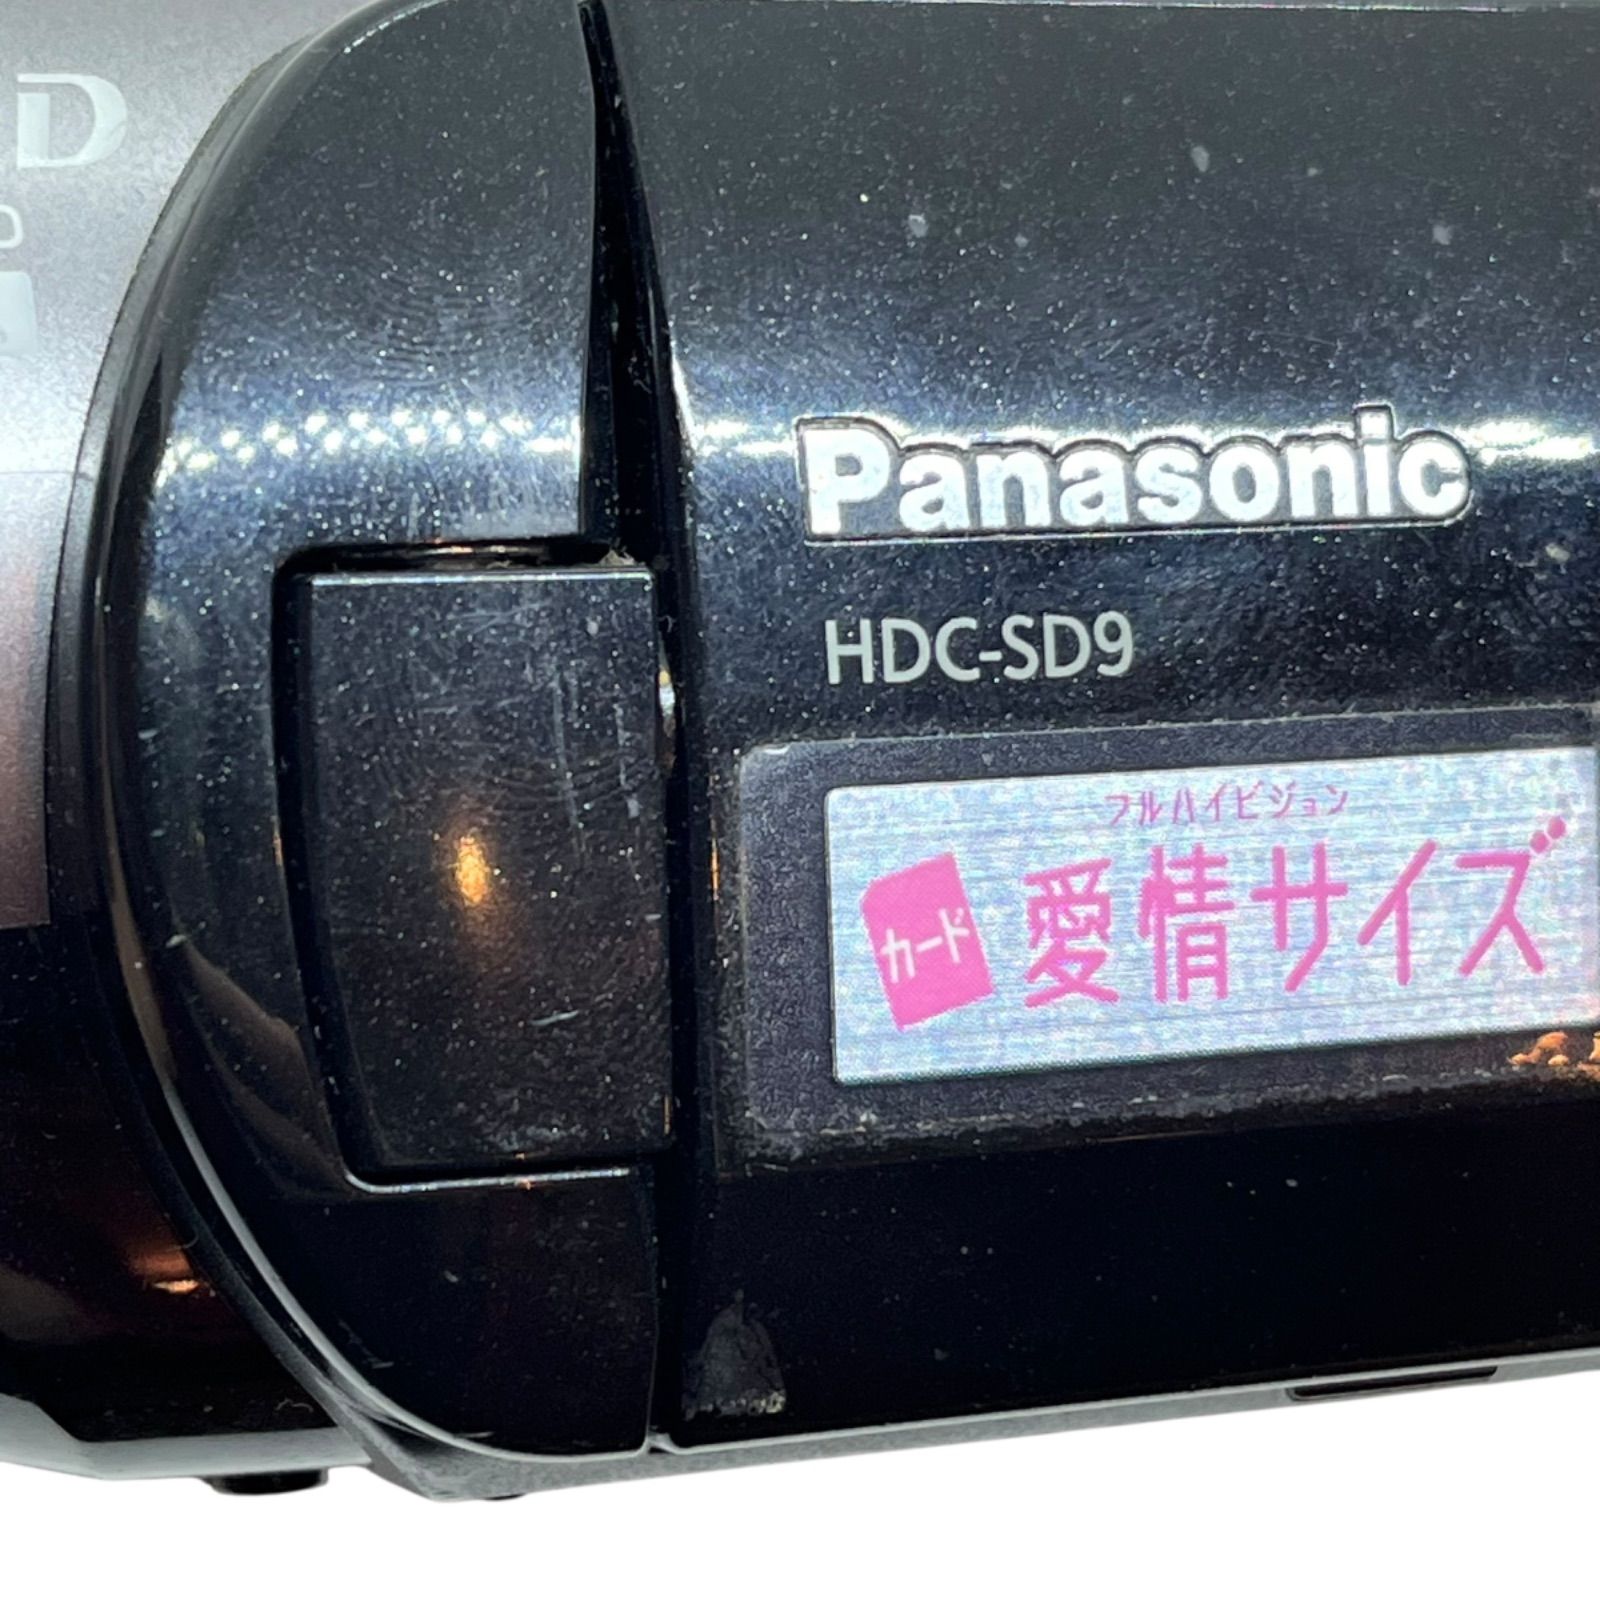 D
Panasonic
HDC-SD9
フルハイビジョン
カード 愛情サイズ